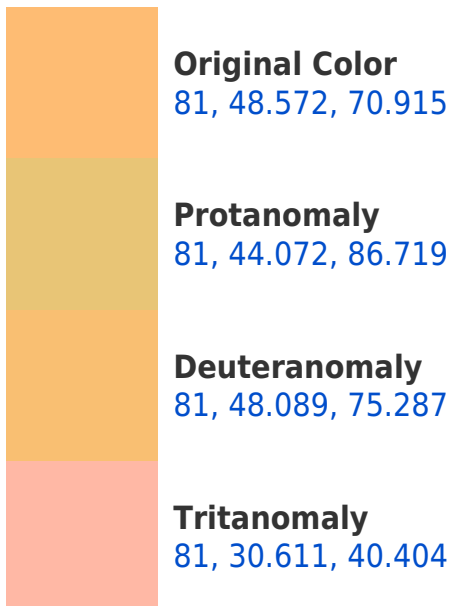 Original Color
81, 48.572, 70.915
Protanomaly
81, 44.072, 86.719
Deuteranomaly
81, 48.089, 75.287
Tritanomaly
81, 30.611, 40.404